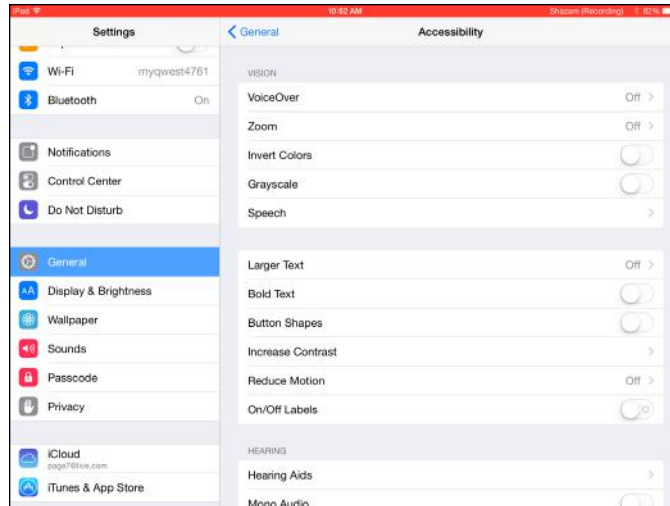 iPad
10:52 AM
Shazam (Recording)
82%
Settings
General
Accessibility
Wi-Fi
myqwest4761
Bluetooth
On
Notifications
Control Center
Do Not Disturb
General
Display & Brightness
Wallpaper
Sounds
Passcode
Privacy
iCloud
iTunes & App Store
VISION
VoiceOver
Off
Zoom
Off
Invert Colors
Grayscale
Speech
Larger Text
Off
Bold Text
Button Shapes
Increase Contrast
Reduce Motion
Off
On/Off Labels
HEARING
Hearing Aids
Mono Audio